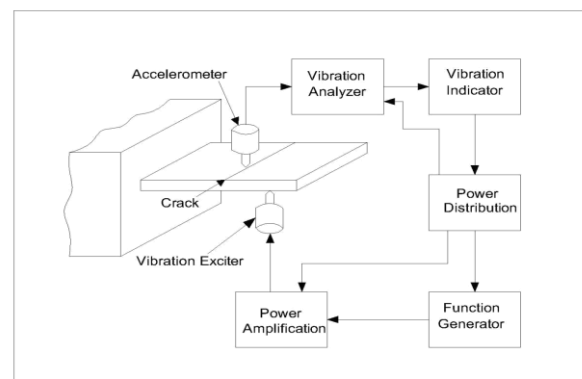 Accelerometer
Vibration
Analyzer
Vibration
Indicator
Crack
Power
Distribution
Vibration Exciter
Power
Amplification
Function
Generator